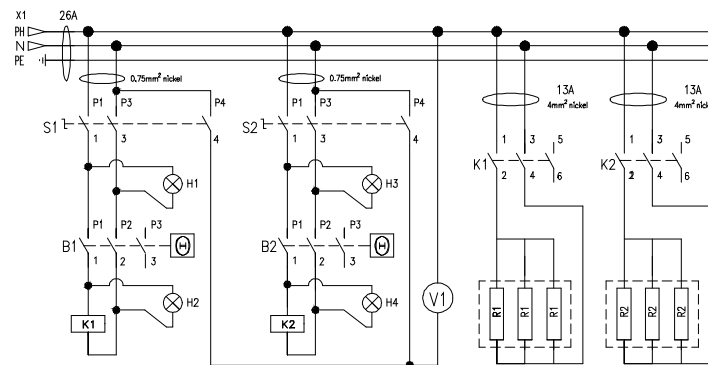 X1 26A
PH
N
PE
0.75mm² nickel 0.75mm² nickel 13A 13A
4mm² nickel 4mm² nickel
P1 P3 P4 P1 P3 P4
S1 S2
1 3 4 1 3 4
1 3 5 1 3 5
K1 K2
2 4 6 2 4 6
H1 H3
P1 P2 P3 P1 P2 P3
B1 Θ B2 Θ
1 2 3 1 2 3
H2 H4 V1
K1 K2
R1 R1 R1 R2 R2 R2